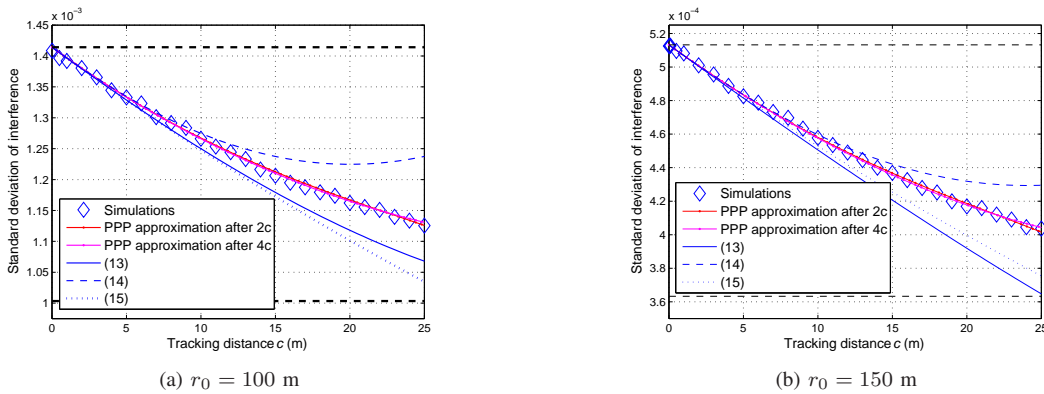 x 10⁻³
1.45
1.4
1.35
1.3
1.25
1.2
1.15
1.1
1.05
1
Standard deviation of interference
Simulations
PPP approximation after 2c
PPP approximation after 4c
(13)
(14)
(15)
0 5 10 15 20 25
Tracking distance c (m)
(a) r₀ = 100 m
x 10⁻⁴
5.2
5
4.8
4.6
4.4
4.2
4
3.8
3.6
Standard deviation of interference
Simulations
PPP approximation after 2c
PPP approximation after 4c
(13)
(14)
(15)
0 5 10 15 20 25
Tracking distance c (m)
(b) r₀ = 150 m